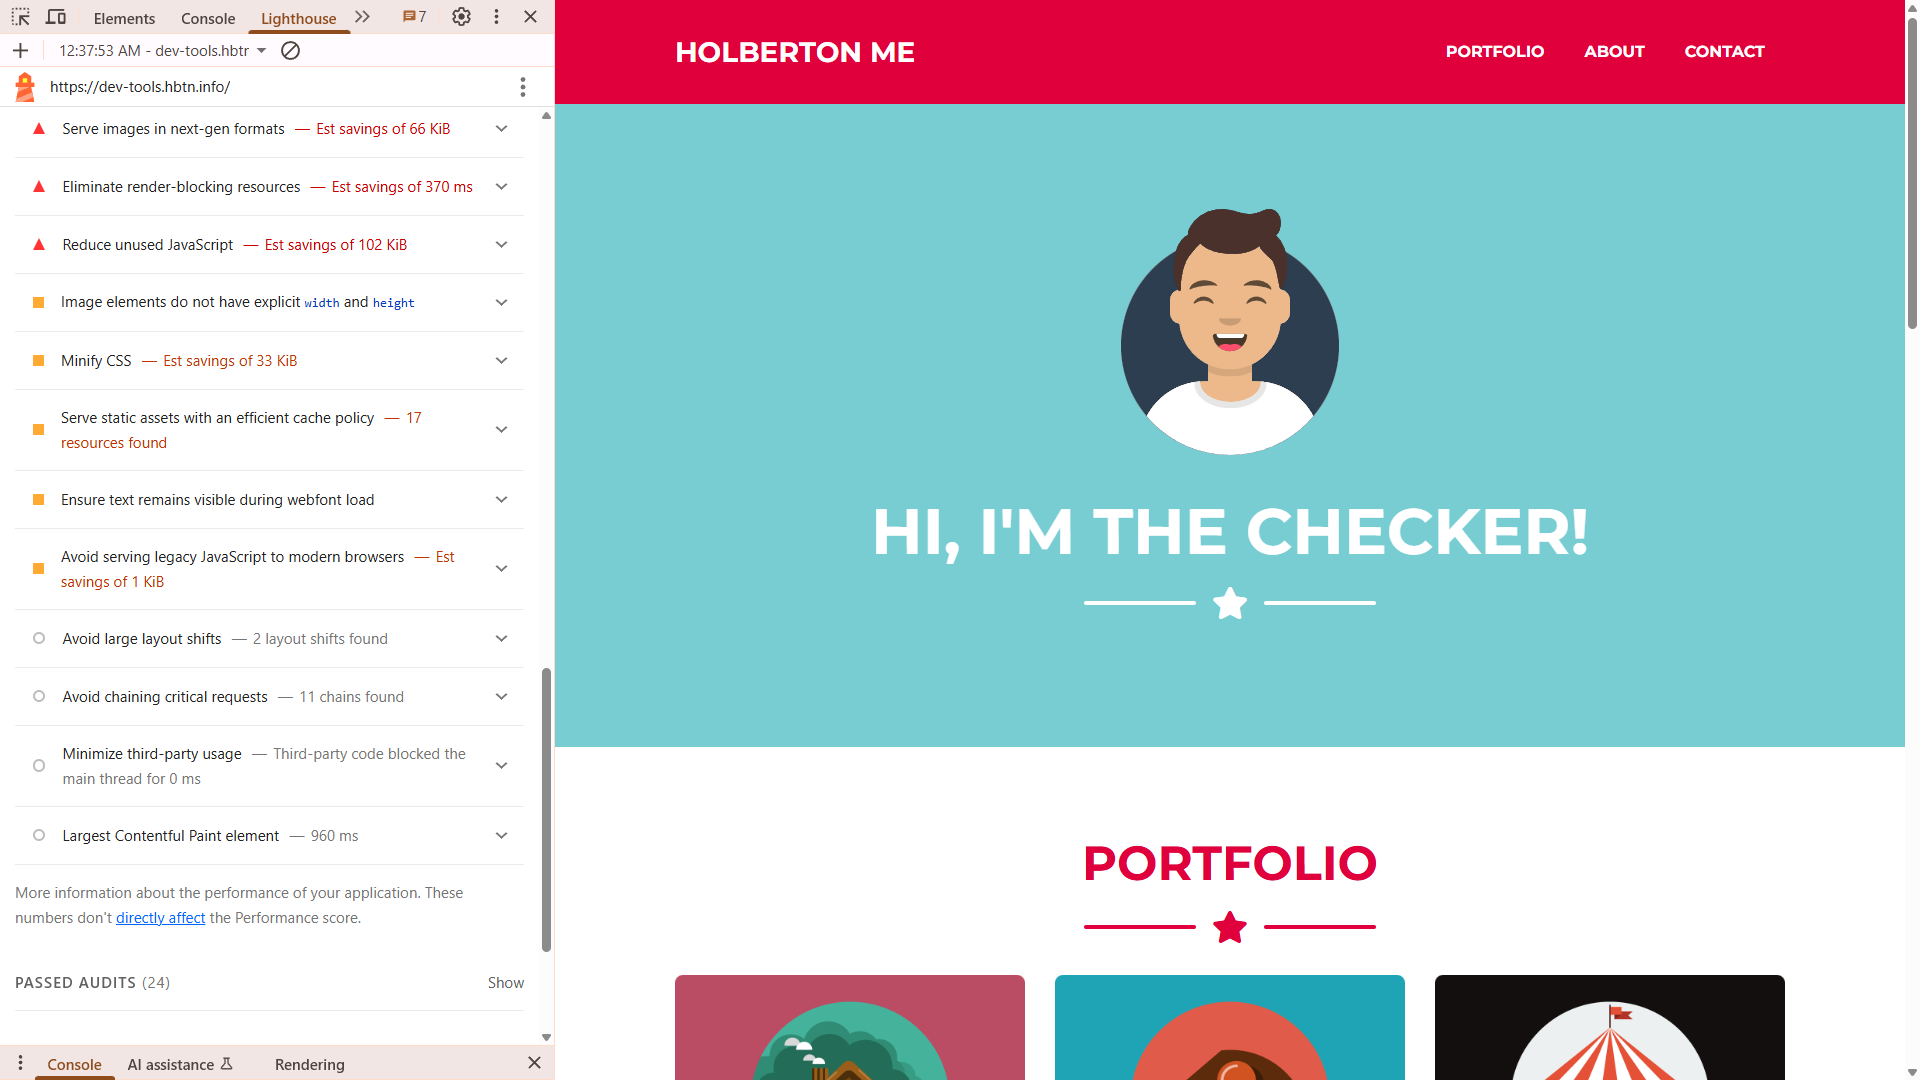 Elements Console Lighthouse 7
12:37:53 AM - dev-tools.hbtr
https://dev-tools.hbtn.info/
Serve images in next-gen formats — Est savings of 66 KiB
Eliminate render-blocking resources — Est savings of 370 ms
Reduce unused JavaScript — Est savings of 102 KiB
Image elements do not have explicit width and height
Minify CSS — Est savings of 33 KiB
Serve static assets with an efficient cache policy — 17
resources found
Ensure text remains visible during webfont load
Avoid serving legacy JavaScript to modern browsers — Est
savings of 1 KiB
Avoid large layout shifts — 2 layout shifts found
Avoid chaining critical requests — 11 chains found
Minimize third-party usage — Third-party code blocked the
main thread for 0 ms
Largest Contentful Paint element — 960 ms
More information about the performance of your application. These
numbers don't directly affect the Performance score.
PASSED AUDITS (24) Show
Console AI assistance Rendering
HOLBERTON ME
PORTFOLIO ABOUT CONTACT
HI, I'M THE CHECKER!
PORTFOLIO